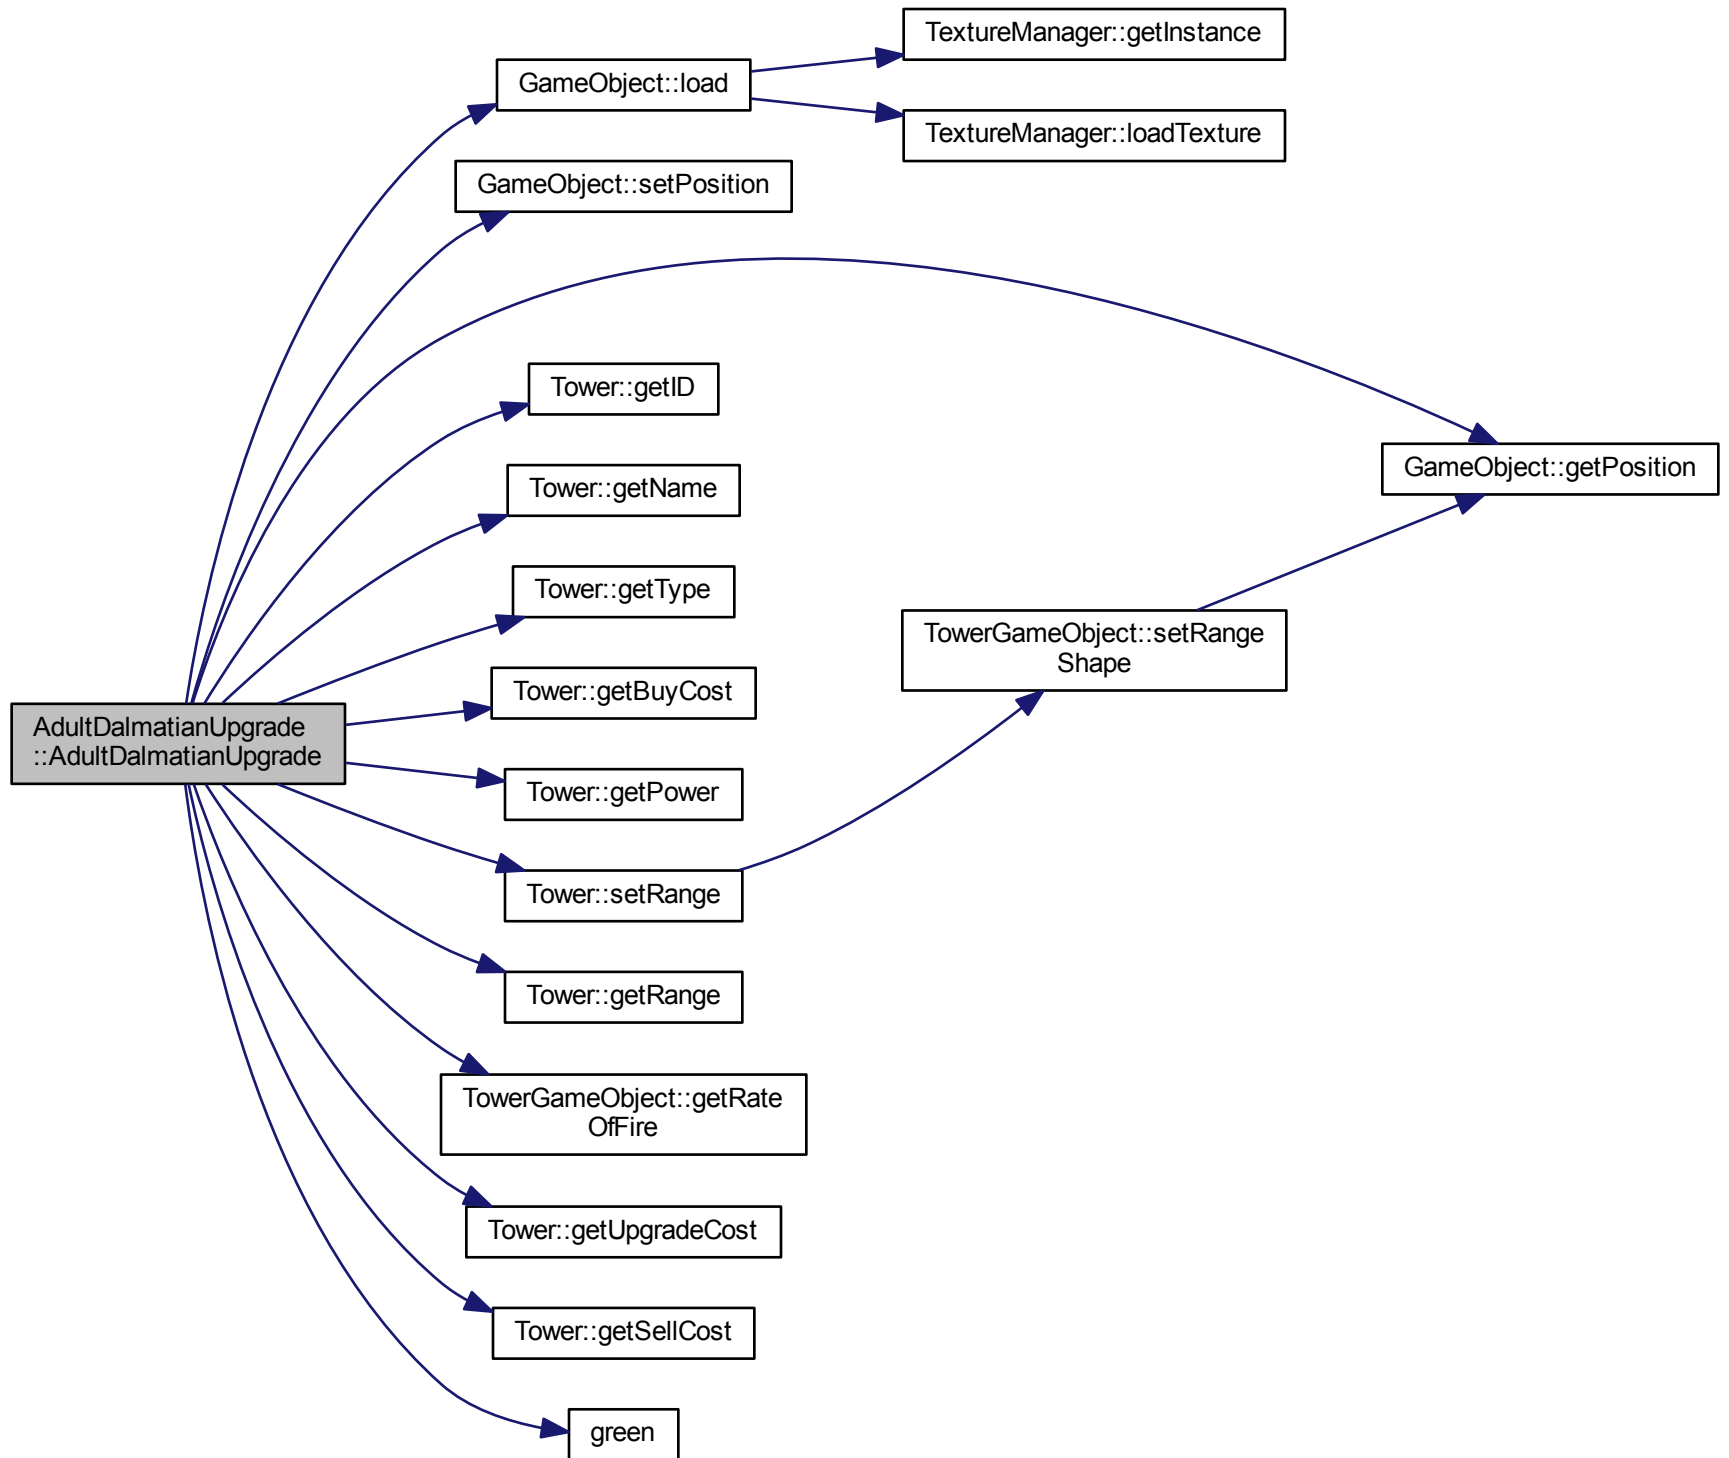 TextureManager::getInstance
GameObject::load
TextureManager::loadTexture
GameObject::setPosition
Tower::getID
GameObject::getPosition
Tower::getName
Tower::getType
TowerGameObject::setRange
Shape
Tower::getBuyCost
AdultDalmatianUpgrade
::AdultDalmatianUpgrade
Tower::getPower
Tower::setRange
Tower::getRange
TowerGameObject::getRate
OfFire
Tower::getUpgradeCost
Tower::getSellCost
green